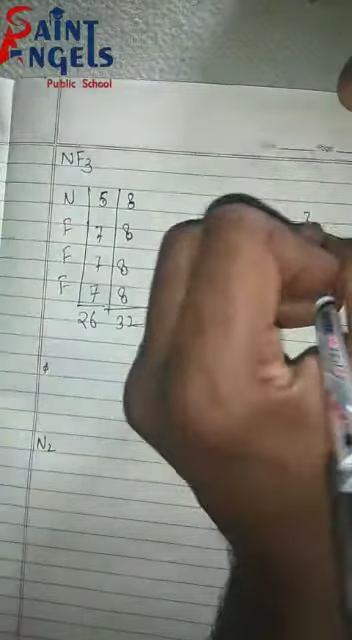 SAINT
ANGELS
Public School
NF3
N 5 8
F 7 8
F 7 8
F 7 8
26 32
N2